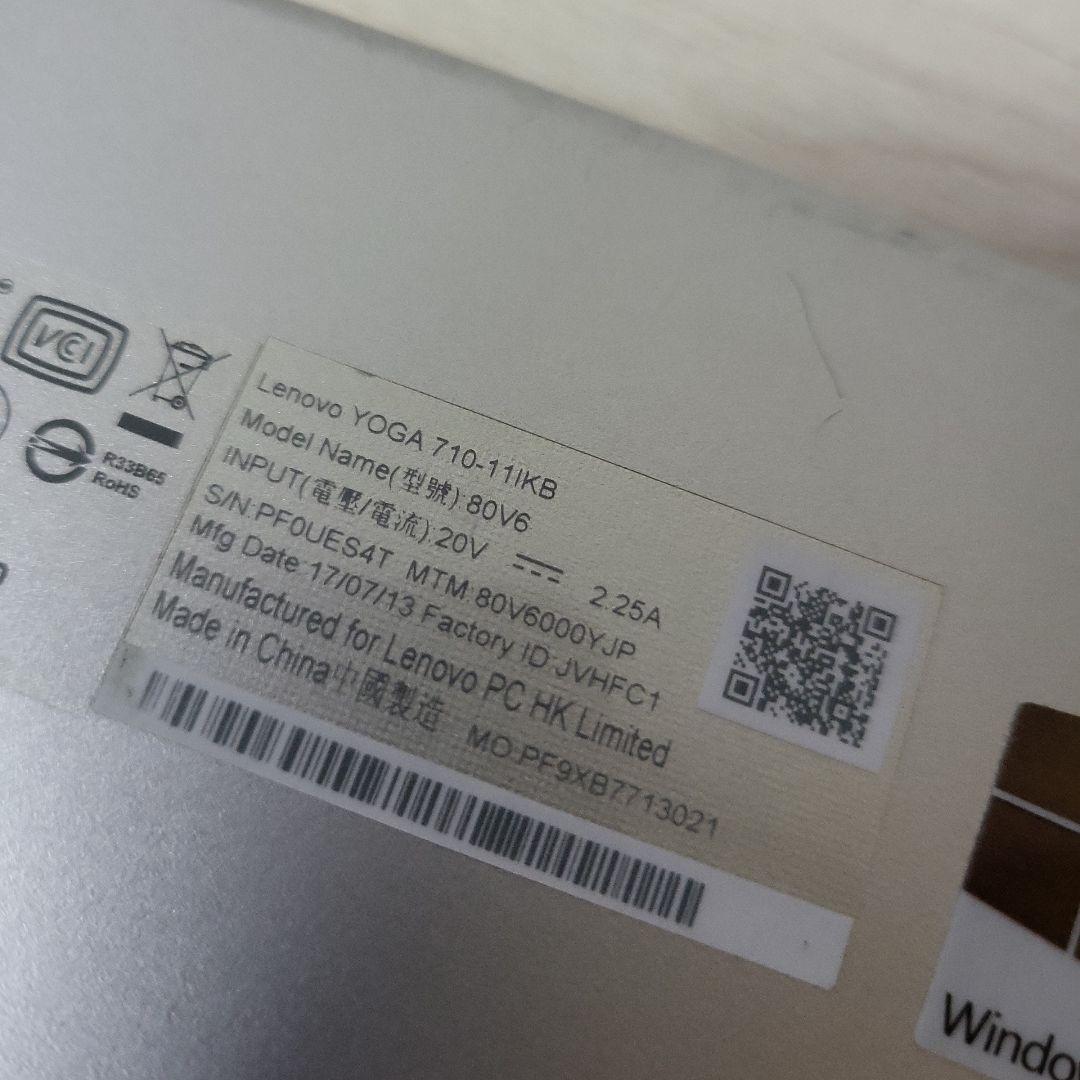 VCI
R33B65
RoHS
Lenovo YOGA 710-11IKB
Model Name(型號):80V6
INPUT(電壓/電流):20V ⎓ 2.25A
S/N:PF0UES4T MTM:80V6000YJP
Mfg Date:17/07/13 Factory ID:JVHFC1
Manufactured for Lenovo PC HK Limited
Made in China中國製造 MO:PF9XB7713021
Windo